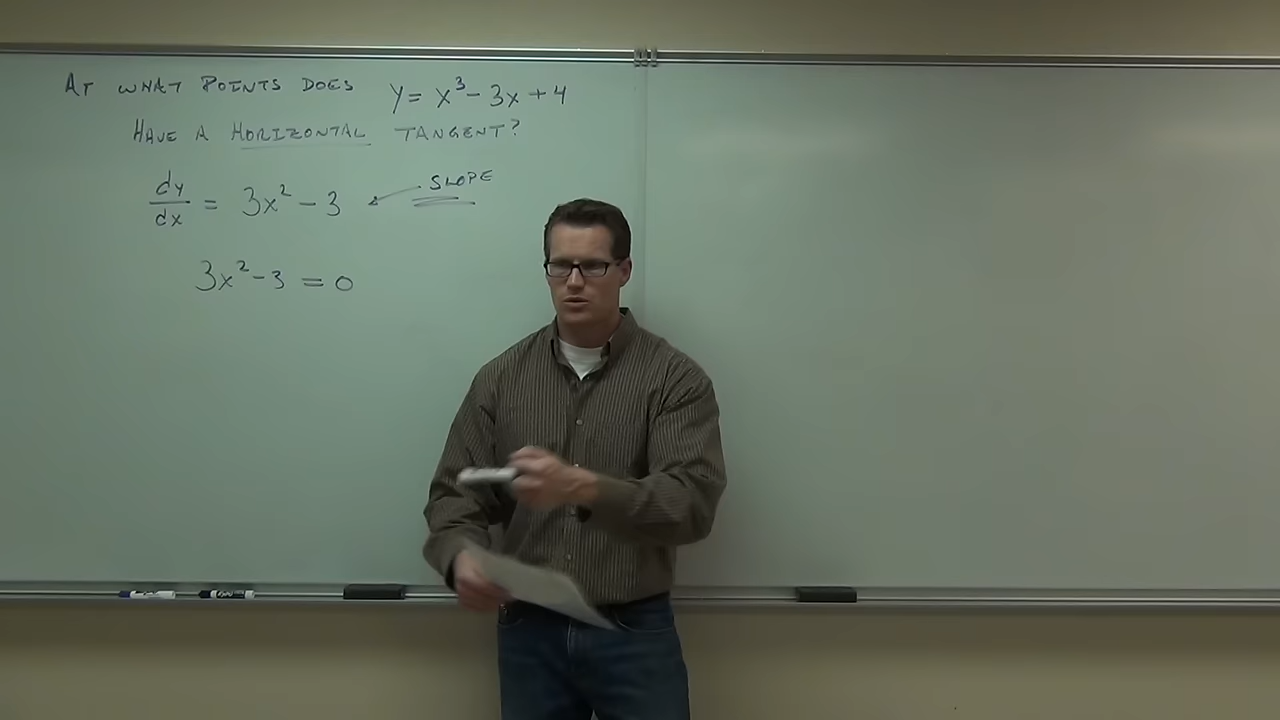 AT WHAT POINTS DOES y = x³ - 3x + 4
HAVE A HORIZONTAL TANGENT?
dy/dx = 3x² - 3 ← SLOPE
3x² - 3 = 0